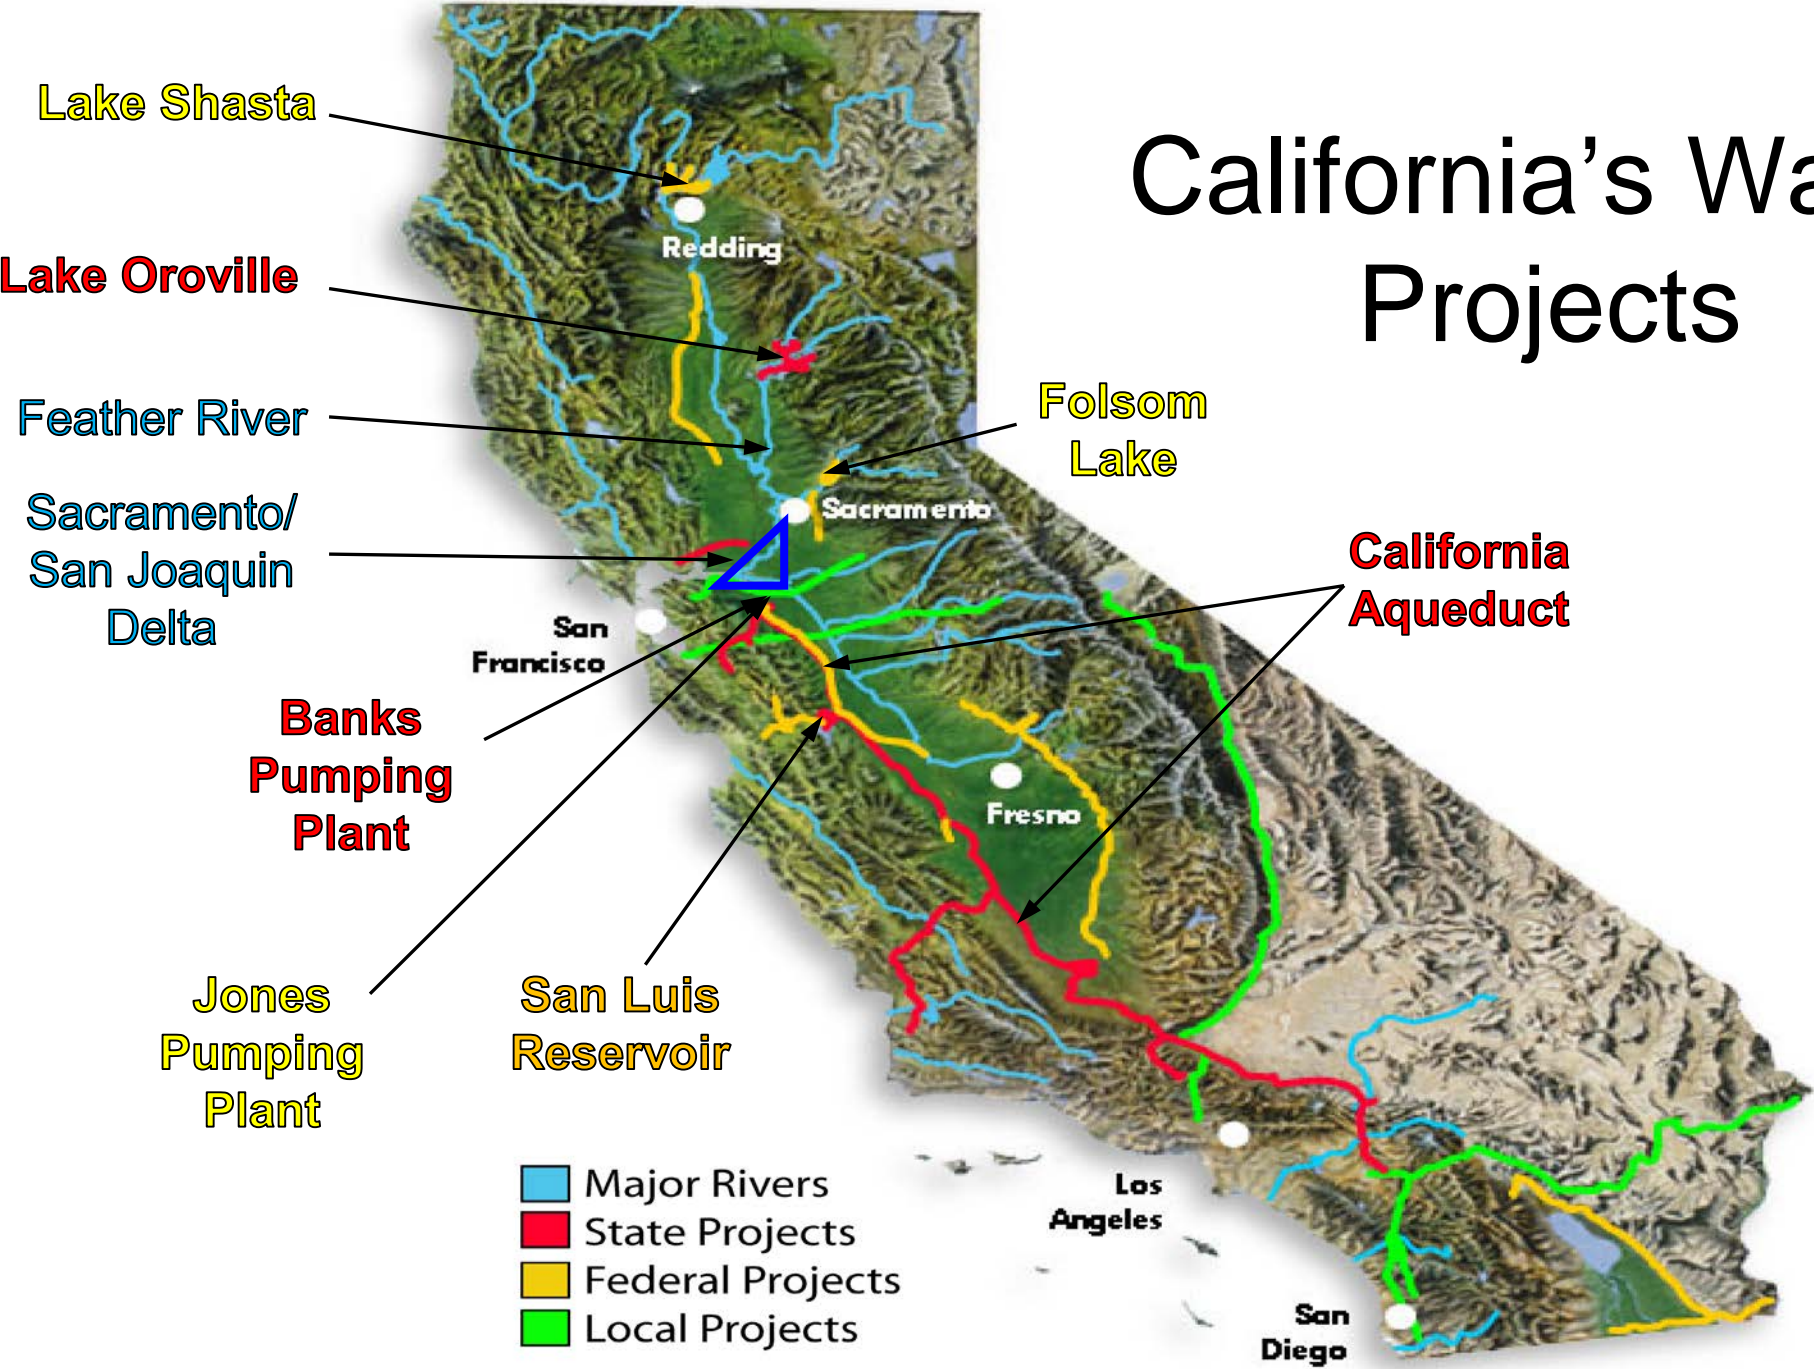 California's Wa
Projects
Lake Shasta
Redding
Lake Oroville
Feather River
Folsom
Lake
Sacramento/
San Joaquin
Delta
Sacramento
California
Aqueduct
San
Francisco
Banks
Pumping
Plant
Fresno
Jones
Pumping
Plant
San Luis
Reservoir
Los
Angeles
San
Diego
Major Rivers
State Projects
Federal Projects
Local Projects